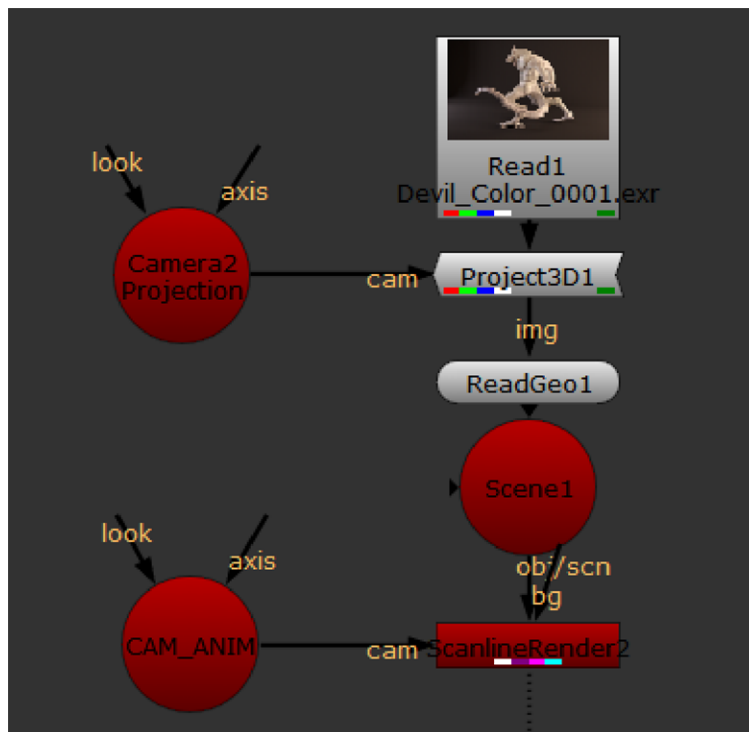 Read1
Devil_Color_0001.exr
look
axis
Camera2
Projection
cam
Project3D1
img
ReadGeo1
Scene1
look
axis
obj/scn
bg
CAM_ANIM
cam
ScanlineRender2